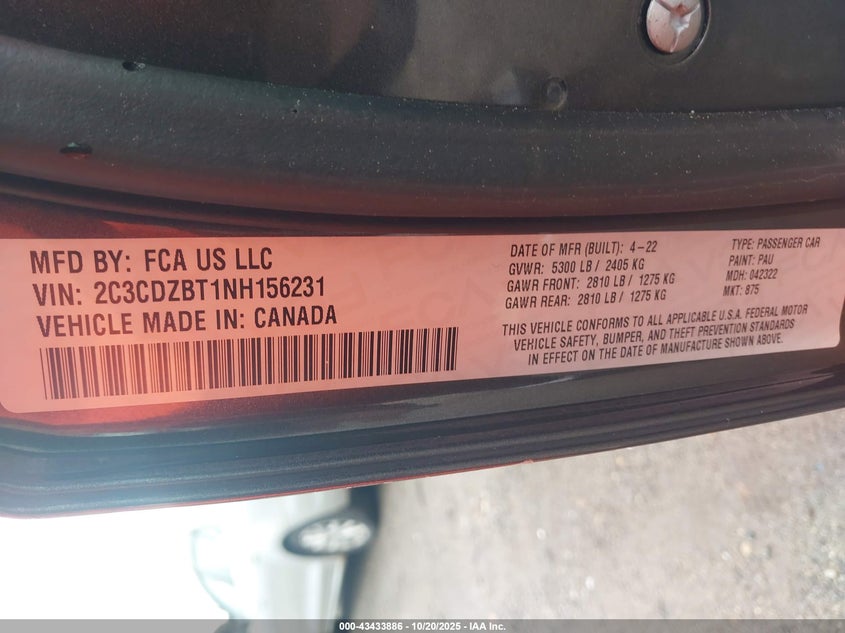 MFD BY: FCA US LLC
VIN: 2C3CDZBT1NH156231
VEHICLE MADE IN: CANADA
DATE OF MFR (BUILT): 4-22
GVWR: 5300 LB / 2405 KG
GAWR FRONT: 2810 LB / 1275 KG
GAWR REAR: 2810 LB / 1275 KG
TYPE: PASSENGER CAR
PAINT: PAU
MDH: 042322
MKT: 875
THIS VEHICLE CONFORMS TO ALL APPLICABLE U.S.A. FEDERAL MOTOR
VEHICLE SAFETY, BUMPER, AND THEFT PREVENTION STANDARDS
IN EFFECT ON THE DATE OF MANUFACTURE SHOWN ABOVE.
000-43433886 - 10/20/2025 - IAA Inc.